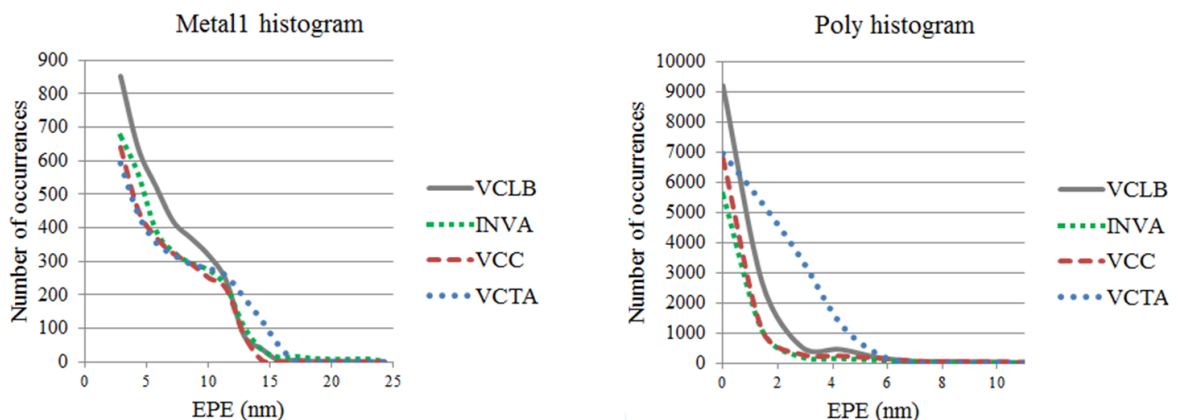 Metal1 histogram
Number of occurrences
900
800
700
600
500
400
300
200
100
0
0 5 10 15 20 25
EPE (nm)
VCLB
INVA
VCC
VCTA
Poly histogram
Number of occurrences
10000
9000
8000
7000
6000
5000
4000
3000
2000
1000
0
0 2 4 6 8 10
EPE (nm)
VCLB
INVA
VCC
VCTA